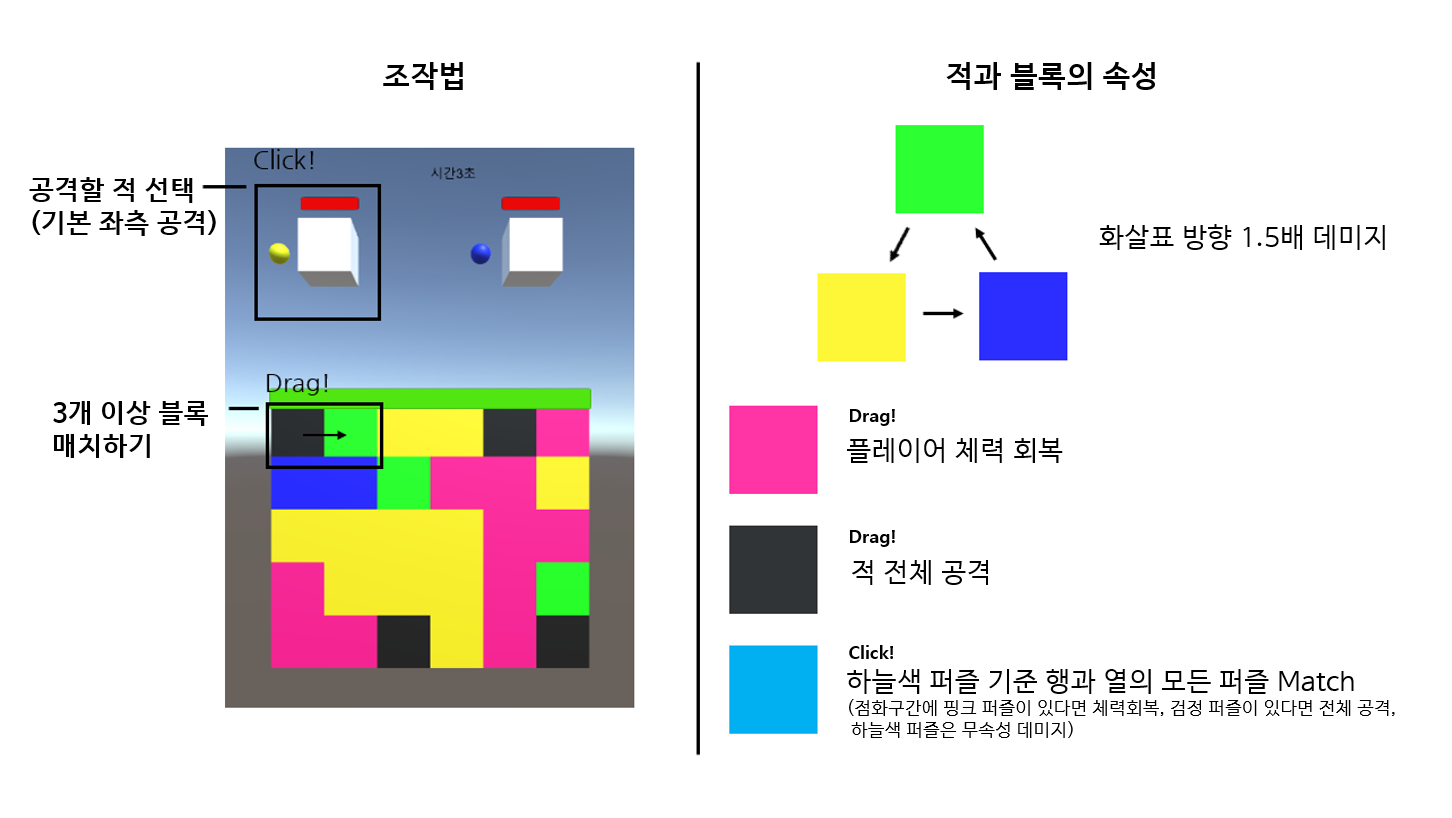 조작법
Click!
시간3초
공격할 적 선택
(기본 좌측 공격)
Drag!
3개 이상 블록
매치하기
적과 블록의 속성
화살표 방향 1.5배 데미지
Drag!
플레이어 체력 회복
Drag!
적 전체 공격
Click!
하늘색 퍼즐 기준 행과 열의 모든 퍼즐 Match
(점화구간에 핑크 퍼즐이 있다면 체력회복, 검정 퍼즐이 있다면 전체 공격,
하늘색 퍼즐은 무속성 데미지)